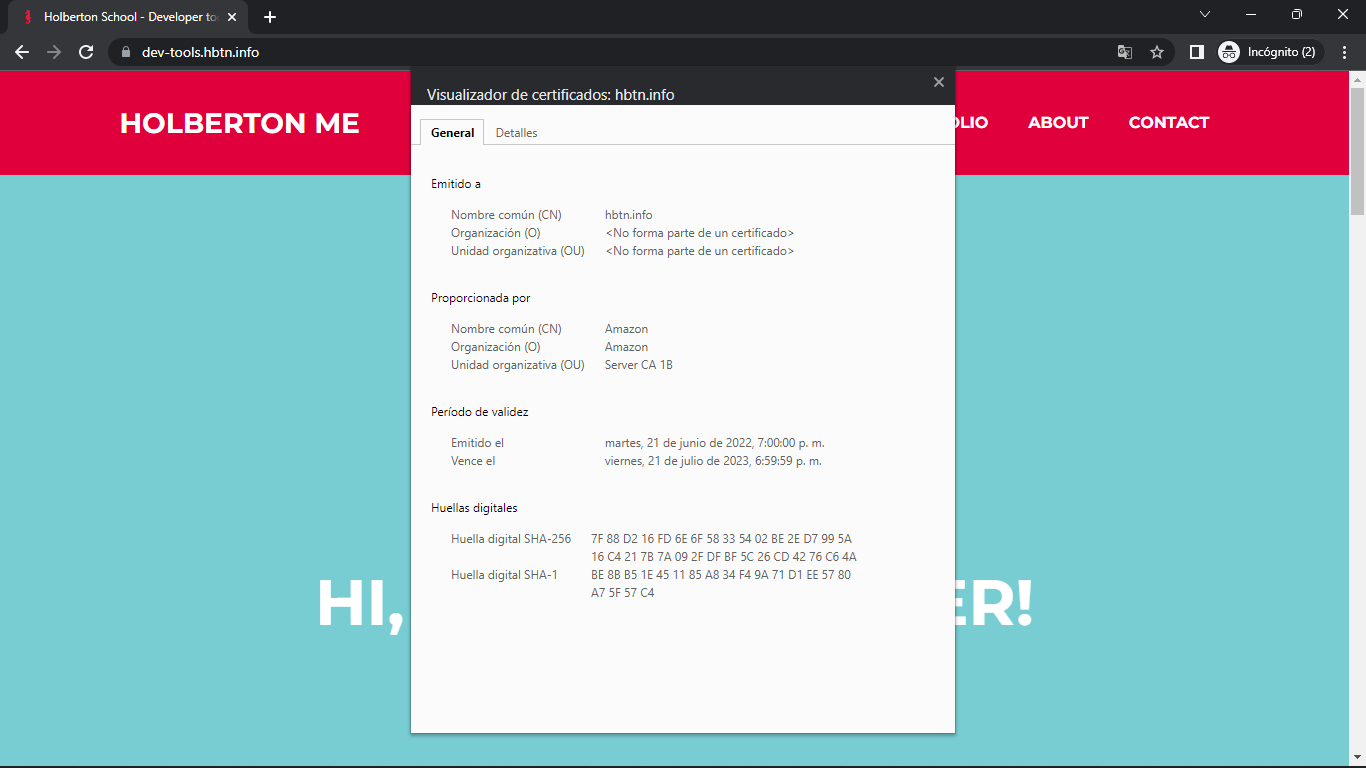 Holberton School - Developer to
dev-tools.hbtn.info
Incógnito (2)
HOLBERTON ME
OLIO
ABOUT
CONTACT
Visualizador de certificados: hbtn.info
General
Detalles
Emitido a
Nombre común (CN) hbtn.info
Organización (O) <No forma parte de un certificado>
Unidad organizativa (OU) <No forma parte de un certificado>
Proporcionada por
Nombre común (CN) Amazon
Organización (O) Amazon
Unidad organizativa (OU) Server CA 1B
Período de validez
Emitido el martes, 21 de junio de 2022, 7:00:00 p. m.
Vence el viernes, 21 de julio de 2023, 6:59:59 p. m.
Huellas digitales
Huella digital SHA-256 7F 88 D2 16 FD 6E 6F 58 33 54 02 BE 2E D7 99 5A
16 C4 21 7B 7A 09 2F DF BF 5C 26 CD 42 76 C6 4A
Huella digital SHA-1 BE 8B B5 1E 45 11 85 A8 34 F4 9A 71 D1 EE 57 80
A7 5F 57 C4
HI, ER!